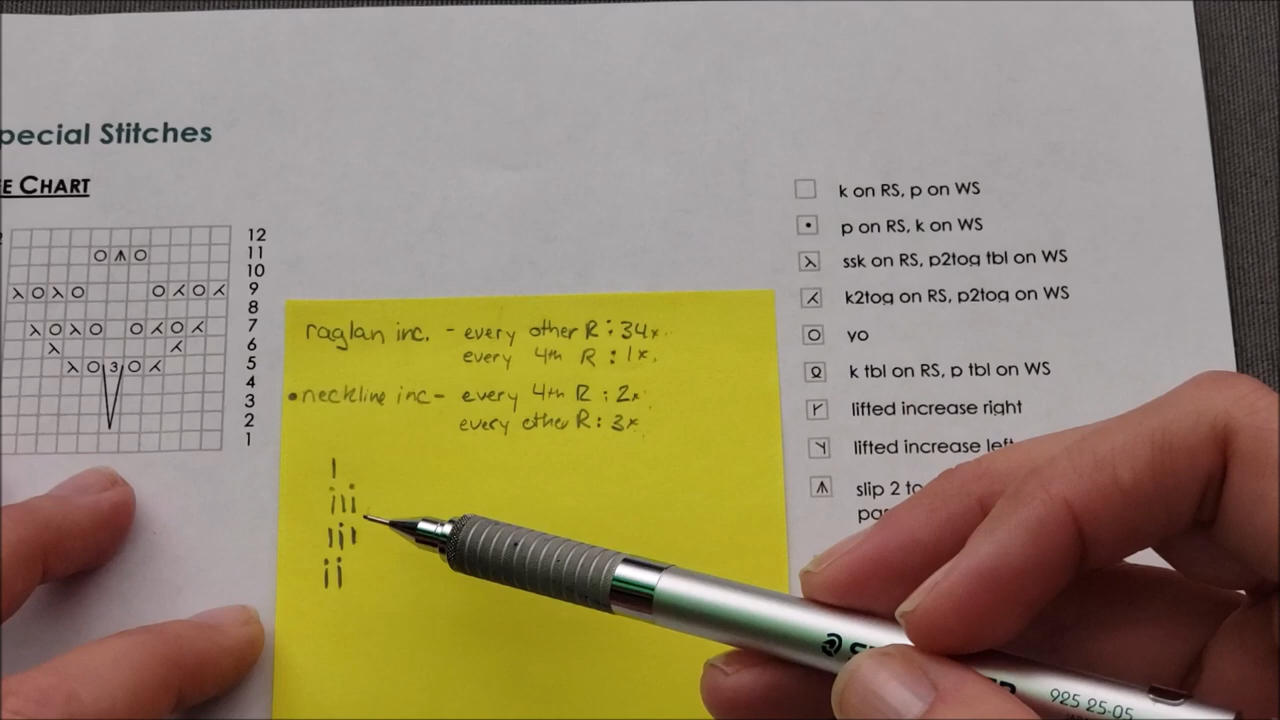 pecial Stitches
E CHART
12
11
10
9
8
7
6
5
4
3
2
1
3
k on RS, p on WS
p on RS, k on WS
ssk on RS, p2tog tbl on WS
k2tog on RS, p2tog on WS
yo
k tbl on RS, p tbl on WS
lifted increase right
lifted increase left
slip 2 to
pas
raglan inc. - every other R : 34x.
every 4th R : 1x.
•neckline inc - every 4th R : 2x
every other R : 3x
925 25-05